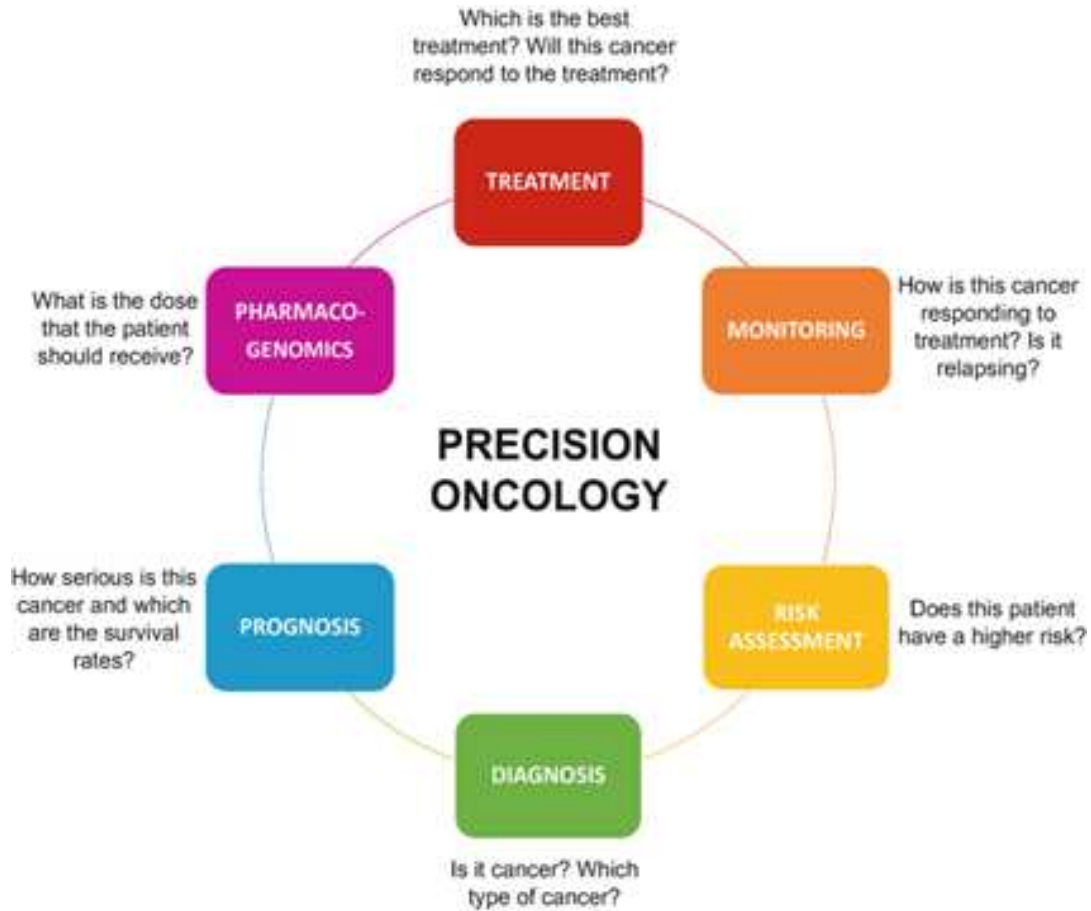 Which is the best
treatment? Will this cancer
respond to the treatment?
TREATMENT
What is the dose
that the patient
should receive?
PHARMACO-
GENOMICS
MONITORING
How is this cancer
responding to
treatment? Is it
relapsing?
PRECISION
ONCOLOGY
How serious is this
cancer and which
are the survival
rates?
PROGNOSIS
RISK
ASSESSMENT
Does this patient
have a higher risk?
DIAGNOSIS
Is it cancer? Which
type of cancer?